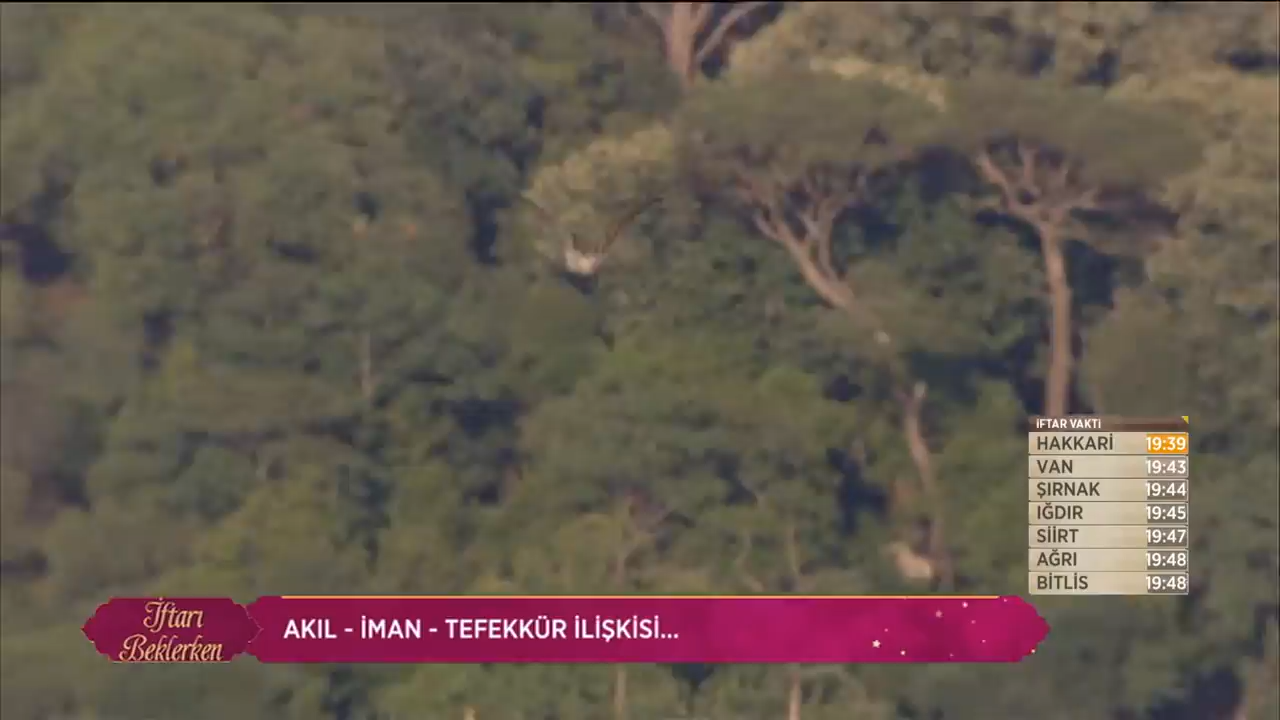 İFTAR VAKTİ
HAKKARİ 19:39
VAN 19:43
ŞIRNAK 19:44
IĞDIR 19:45
SİİRT 19:47
AĞRI 19:48
BİTLİS 19:48
İftarı
Beklerken
AKIL - İMAN - TEFEKKÜR İLİŞKİSİ...